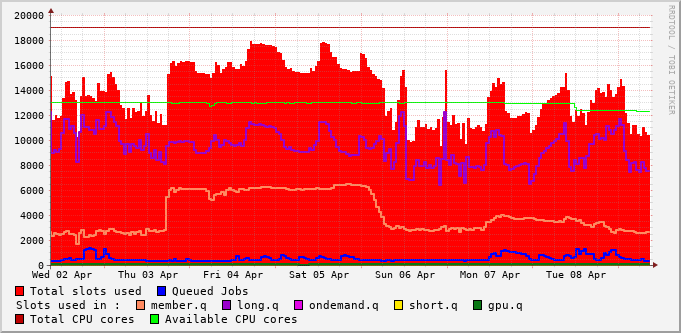 20000
18000
16000
14000
12000
10000
8000
6000
4000
2000
0
Wed 02 Apr Thu 03 Apr Fri 04 Apr Sat 05 Apr Sun 06 Apr Mon 07 Apr Tue 08 Apr
Total slots used Queued Jobs
Slots used in : member.q long.q ondemand.q short.q gpu.q
Total CPU cores Available CPU cores
RRDTOOL / TOBI OETIKER